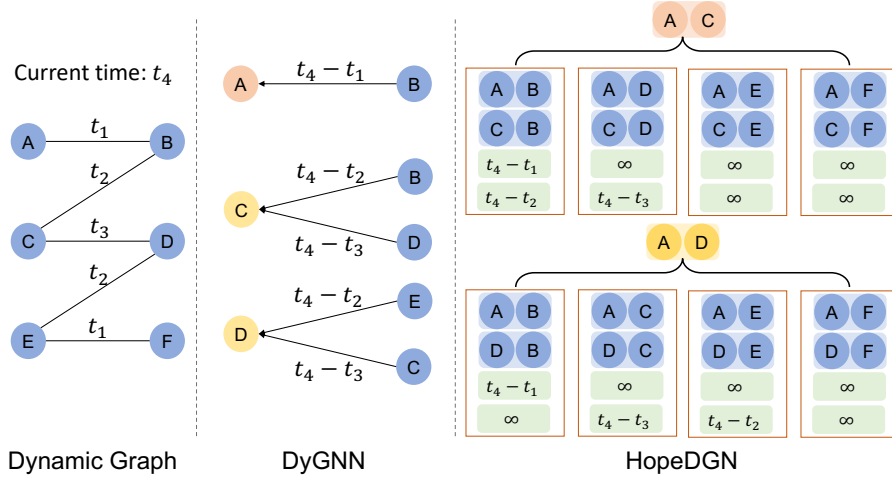 Current time: t₄
A
t₁
B
t₂
C
t₃
D
t₂
E
t₁
F
Dynamic Graph
A
t₄ − t₁
B
t₄ − t₂
B
C
t₄ − t₃
D
t₄ − t₂
E
D
t₄ − t₃
C
DyGNN
A C
A B A D A E A F
C B C D C E C F
t₄ − t₁ ∞ ∞ ∞
t₄ − t₂ t₄ − t₃ ∞ ∞
A D
A B A C A E A F
D B D C D E D F
t₄ − t₁ ∞ ∞ ∞
∞ t₄ − t₃ t₄ − t₂ ∞
HopeDGN